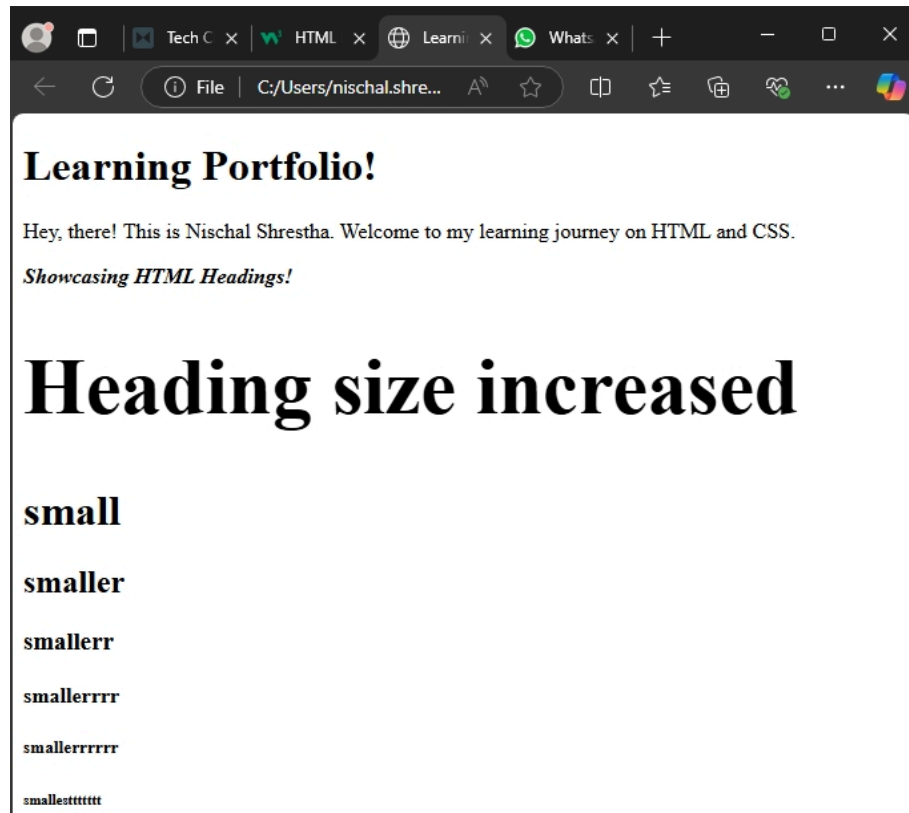 Tech C
HTML
Learni
Whats
File
C:/Users/nischal.shre...
Learning Portfolio!
Hey, there! This is Nischal Shrestha. Welcome to my learning journey on HTML and CSS.
Showcasing HTML Headings!
Heading size increased
small
smaller
smallerr
smallerrrr
smallerrrrrr
smallesttttttt